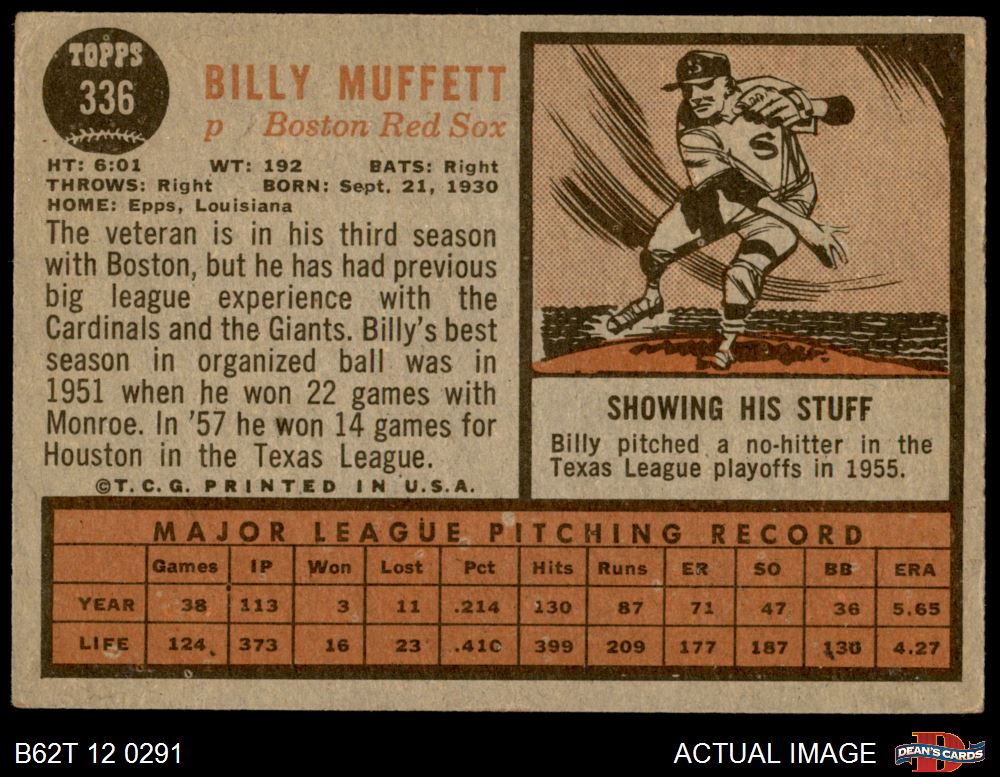 TOPPS
336
BILLY MUFFETT
p Boston Red Sox
HT: 6:01 WT: 192 BATS: Right
THROWS: Right BORN: Sept. 21, 1930
HOME: Epps, Louisiana
The veteran is in his third season
with Boston, but he has had previous
big league experience with the
Cardinals and the Giants. Billy's best
season in organized ball was in
1951 when he won 22 games with
Monroe. In '57 he won 14 games for
Houston in the Texas League.
©T.C.G. PRINTED IN U.S.A.
S
S
SHOWING HIS STUFF
Billy pitched a no-hitter in the
Texas League playoffs in 1955.
MAJOR LEAGUE PITCHING RECORD
Games IP Won Lost Pct Hits Runs ER SO BB ERA
YEAR 38 113 3 11 .214 130 87 71 47 36 5.65
LIFE 124 373 16 23 .410 399 209 177 187 130 4.27
B62T 12 0291
ACTUAL IMAGE
D
DEAN'S CARDS